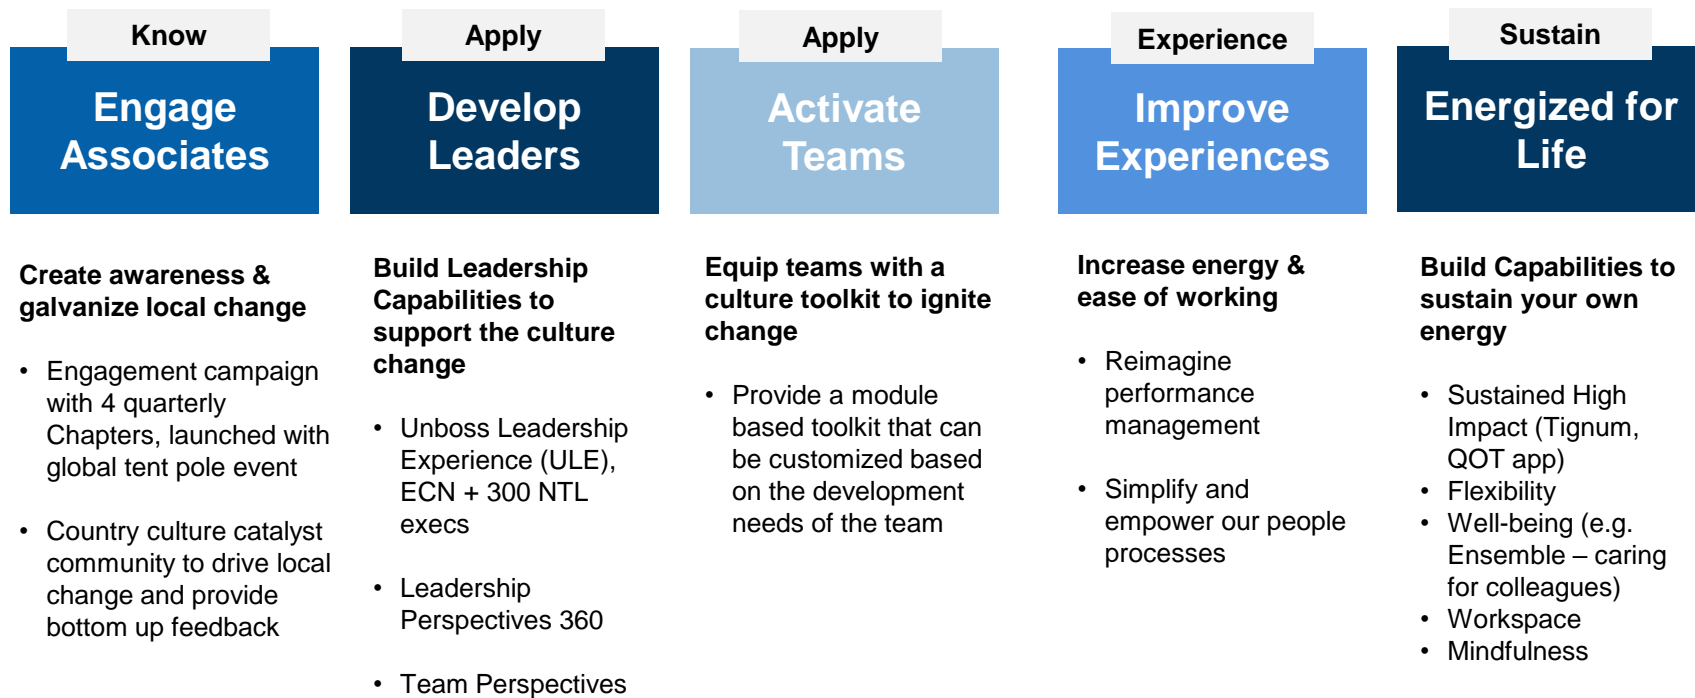 Know
Engage
Associates
Create awareness &
galvanize local change
• Engagement campaign
with 4 quarterly
Chapters, launched with
global tent pole event
• Country culture catalyst
community to drive local
change and provide
bottom up feedback
Apply
Develop
Leaders
Build Leadership
Capabilities to
support the culture
change
• Unboss Leadership
Experience (ULE),
ECN + 300 NTL
execs
• Leadership
Perspectives 360
• Team Perspectives
Apply
Activate
Teams
Equip teams with a
culture toolkit to ignite
change
• Provide a module
based toolkit that can
be customized based
on the development
needs of the team
Experience
Improve
Experiences
Increase energy &
ease of working
• Reimagine
performance
management
• Simplify and
empower our people
processes
Sustain
Energized for
Life
Build Capabilities to
sustain your own
energy
• Sustained High
Impact (Tignum,
QOT app)
• Flexibility
• Well-being (e.g.
Ensemble – caring
for colleagues)
• Workspace
• Mindfulness